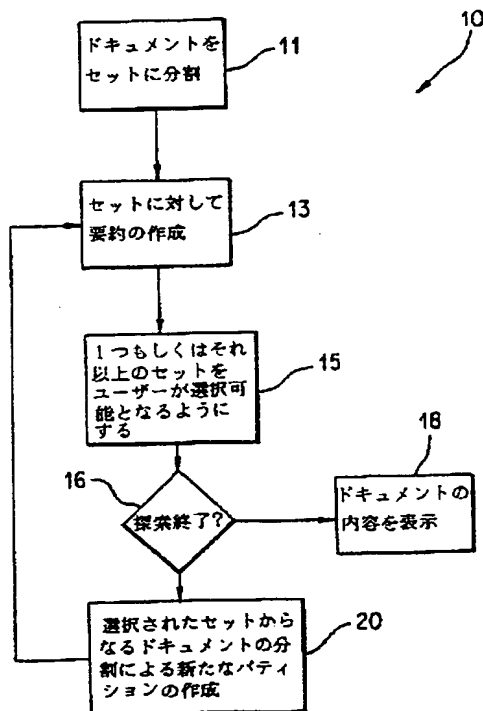 10
ドキュメントを
セットに分割
11
セットに対して
要約の作成
13
1つもしくはそれ
以上のセットを
ユーザーが選択可
能となるように
する
15
16
探索終了?
18
ドキュメントの
内容を表示
選択されたセットから
なるドキュメントの分
割による新たなパティ
ションの作成
20